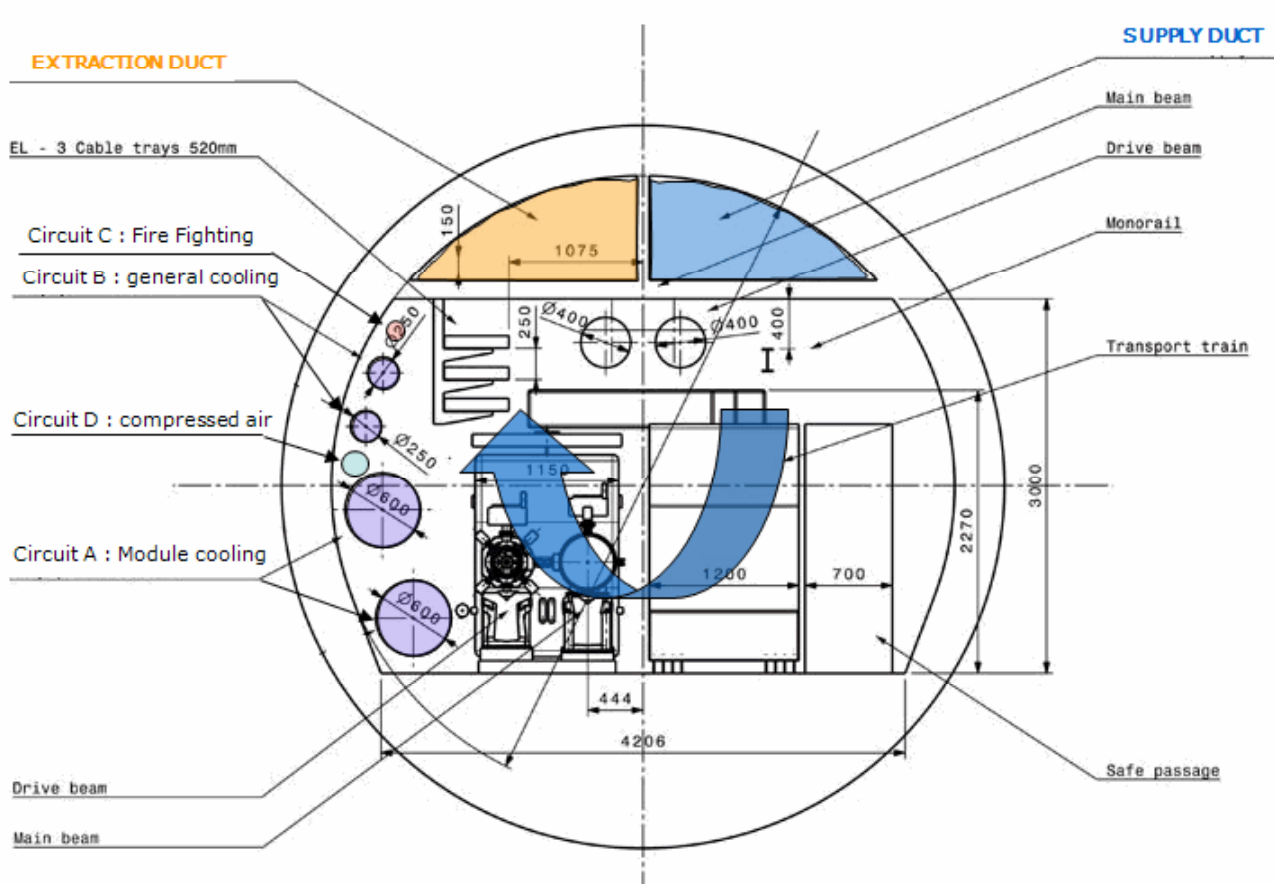 EXTRACTION DUCT
SUPPLY DUCT
Main beam
Drive beam
EL - 3 Cable trays 520mm
Monorail
Circuit C : Fire Fighting
Circuit B : general cooling
Transport train
Circuit D : compressed air
Circuit A : Module cooling
150
1075
Ø400
Ø400
400
250
Ø250
Ø250
1150
Ø600
3000
2270
1200
700
Ø600
444
4206
Safe passage
Drive beam
Main beam